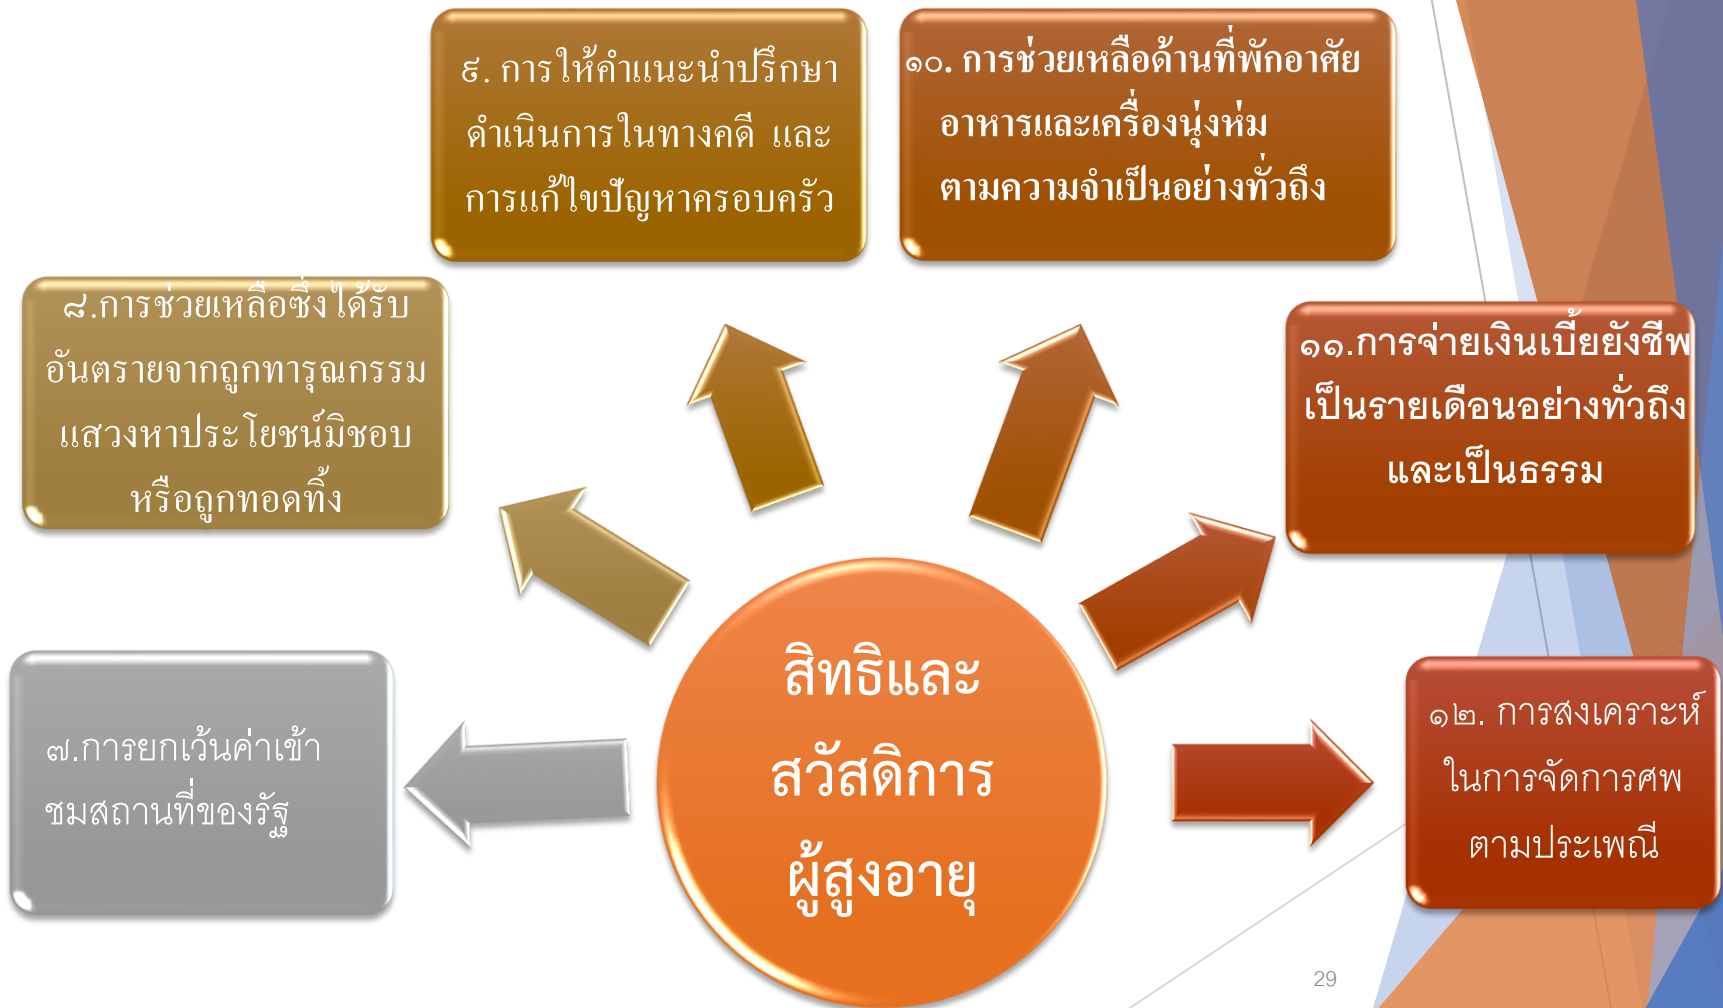 ๙. การให้คำแนะนำปรึกษา
ดำเนินการในทางคดี และ
การแก้ไขปัญหาครอบครัว
๑๐. การช่วยเหลือด้านที่พักอาศัย
อาหารและเครื่องนุ่งห่ม
ตามความจำเป็นอย่างทั่วถึง
๘.การช่วยเหลือซึ่งได้รับ
อันตรายจากถูกทารุณกรรม
แสวงหาประโยชน์มิชอบ
หรือถูกทอดทิ้ง
๑๑.การจ่ายเงินเบี้ยยังชีพ
เป็นรายเดือนอย่างทั่วถึง
และเป็นธรรม
๗.การยกเว้นค่าเข้า
ชมสถานที่ของรัฐ
สิทธิและ
สวัสดิการ
ผู้สูงอายุ
๑๒. การสงเคราะห์
ในการจัดการศพ
ตามประเพณี
29